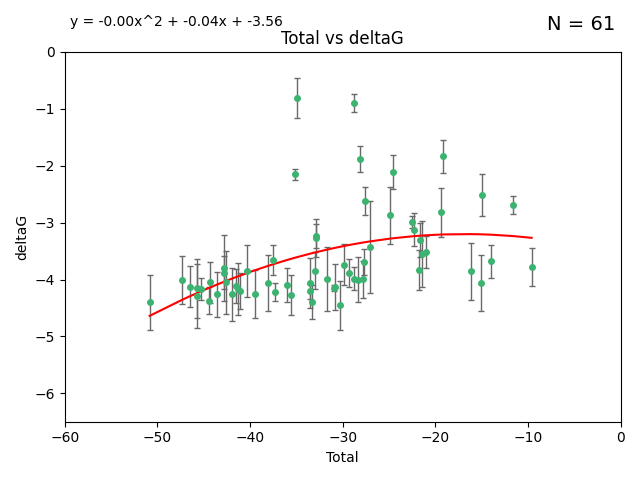 y = -0.00x^2 + -0.04x + -3.56
N = 61
Total vs deltaG
0
−1
−2
−3
−4
−5
−6
deltaG
−60
−50
−40
−30
−20
−10
0
Total